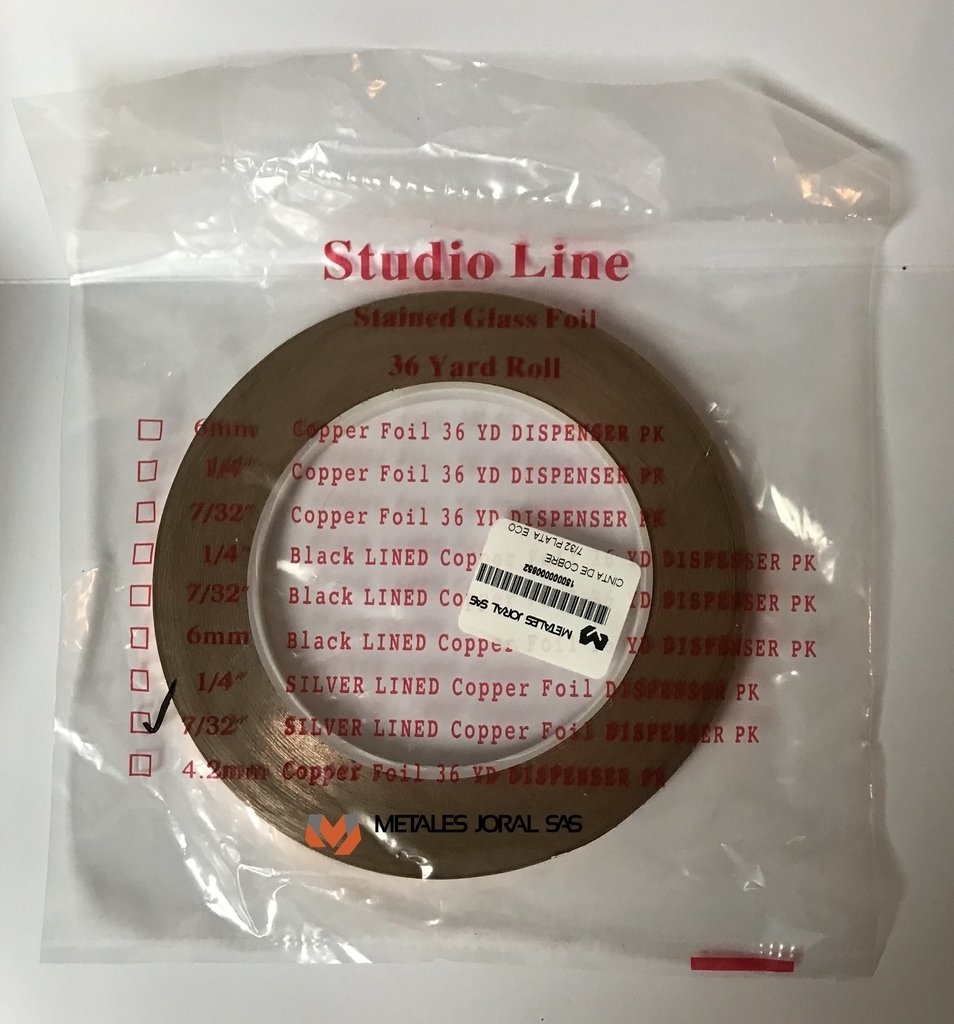 Studio Line
Stained Glass Foil
36 Yard Roll
6mm Copper Foil 36 YD DISPENSER PK
1/4" Copper Foil 36 YD DISPENSER PK
7/32" Copper Foil 36 YD DISPENSER PK
1/4" Black LINED Copper Foil 36 YD DISPENSER PK
7/32" Black LINED Co YD DISPENSER PK
6mm Black LINED Copper Foil YD DISPENSER PK
1/4" SILVER LINED Copper Foil DISPENSER PK
7/32" SILVER LINED Copper Foil DISPENSER PK
4.2mm Copper Foil 36 YD DISPENSER PK
METALES JORAL SAS
METALES JORAL SAS
CINTA DE COBRE
7/32 PLATA ECO